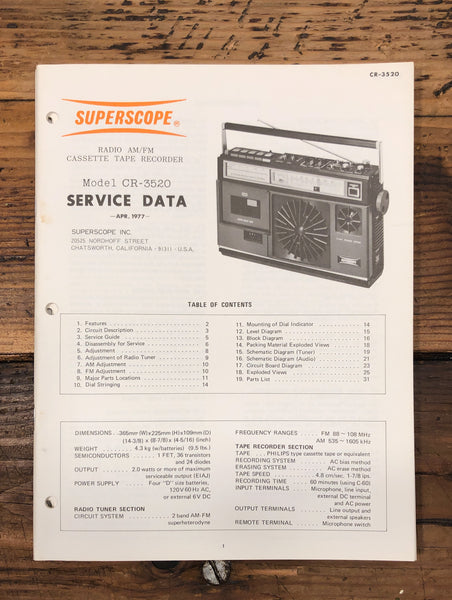 CR-3520
SUPERSCOPE®
RADIO AM/FM
CASSETTE TAPE RECORDER
Model CR-3520
SERVICE DATA
—APR. 1977—
SUPERSCOPE INC.
20525 NORDHOFF STREET
CHATSWORTH, CALIFORNIA · 91311 · U.S.A.
TABLE OF CONTENTS
1. Features 2
2. Circuit Description 3
3. Service Guide 5
4. Disassembly for Service 6
5. Adjustment 8
6. Adjustment of Radio Tuner 9
7. AM Adjustment 10
8. FM Adjustment 10
9. Major Parts Locations 11
10. Dial Stringing 14
11. Mounting of Dial Indicator 14
12. Level Diagram 15
13. Block Diagram 16
14. Packing Material Exploded Views 18
15. Schematic Diagram (Tuner) 19
16. Schematic Diagram (Audio) 21
17. Circuit Board Diagram 23
18. Exploded Views 25
19. Parts List 31
DIMENSIONS 365mm (W)x225mm (H)x109mm (D)
(14-3/8) x (8-7/8) x (4-5/16) (inch)
WEIGHT 4.3 kg (w/batteries) (9.5 lbs.)
SEMICONDUCTORS 1 FET, 36 transistors
and 24 diodes
OUTPUT 2.0 watts or more of maximum
serviceable output (EIAJ)
POWER SUPPLY Four "D" size batteries,
120V 60 Hz AC,
or external 6V DC
RADIO TUNER SECTION
CIRCUIT SYSTEM 2 band AM-FM
superheterodyne
FREQUENCY RANGES FM 88 ~ 108 MHz
AM 535 ~ 1605 kHz
TAPE RECORDER SECTION
TAPE PHILIPS type cassette tape or equivalent
RECORDING SYSTEM AC bias method
ERASING SYSTEM AC erase method
TAPE SPEED 4.8 cm/sec. 1-7/8 ips.
RECORDING TIME 60 minutes (using C-60)
INPUT TERMINALS Microphone, line input,
external DC terminal
and AC power
OUTPUT TERMINALS Line output and
external speakers
REMOTE TERMINAL Microphone switch
1